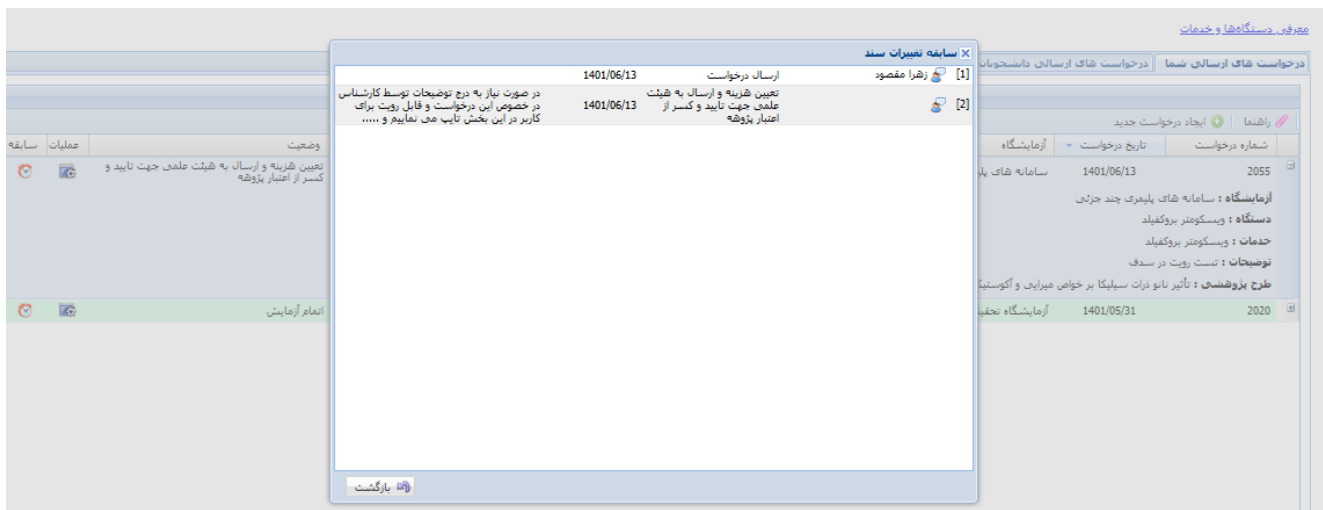 معرفی دستگاه‌ها و خدمات
درخواست های ارسالی شما
درخواست های ارسالی دانشجویان
راهنما
ایجاد درخواست جدید
شماره درخواست
تاریخ درخواست
آزمایشگاه
وضعیت
عملیات
سابقه
2055
1401/06/13
سامانه های
تعیین هزینه و ارسال به هیئت علمی جهت تایید و
کسر از اعتبار پژوهه
آزمایشگاه : سامانه های پلیمری چند جزئی
دستگاه : ویسکومتر بروکفیلد
خدمات : ویسکومتر بروکفیلد
توضیحات : تست رویت در سدف
طرح پژوهشی : تأثیر نانو ذرات سیلیکا بر خواص میرایی و
2020
1401/05/31
آزمایشگاه
اتمام آزمایش
سابقه تغییرات سند
[1]
زهرا مقصود
ارسال درخواست
1401/06/13
[2]
تعیین هزینه و ارسال به هیئت
علمی جهت تایید و کسر از
اعتبار پژوهه
1401/06/13
در صورت نیاز به درج توضیحات توسط کارشناس
در خصوص این درخواست و قابل رویت برای
کاربر در این بخش تایپ می نماییم و .....
بازگشت